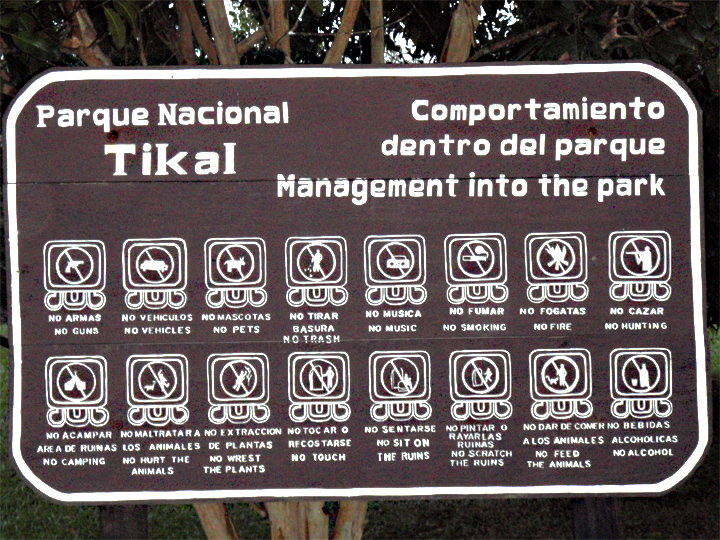 Parque Nacional
Tikal
Comportamiento
dentro del parque
Management into the park
NO ARMAS
NO GUNS
NO VEHICULOS
NO VEHICLES
NO MASCOTAS
NO PETS
NO TIRAR
BASURA
NO TRASH
NO MUSICA
NO MUSIC
NO FUMAR
NO SMOKING
NO FOGATAS
NO FIRE
NO CAZAR
NO HUNTING
NO ACAMPAR
AREA DE RUINAS
NO CAMPING
NO MALTRATAR A
LOS ANIMALES
NO HURT THE
ANIMALS
NO EXTRACCION
DE PLANTAS
NO WREST
THE PLANTS
NO TOCAR O
RECOSTARSE
NO TOUCH
NO SENTARSE
NO SIT ON
THE RUINS
NO PINTAR O
RAYAR LAS
RUINAS
NO SCRATCH
THE RUINS
NO DAR DE COMER
A LOS ANIMALES
NO FEED
THE ANIMALS
NO BEBIDAS
ALCOHOLICAS
NO ALCOHOL